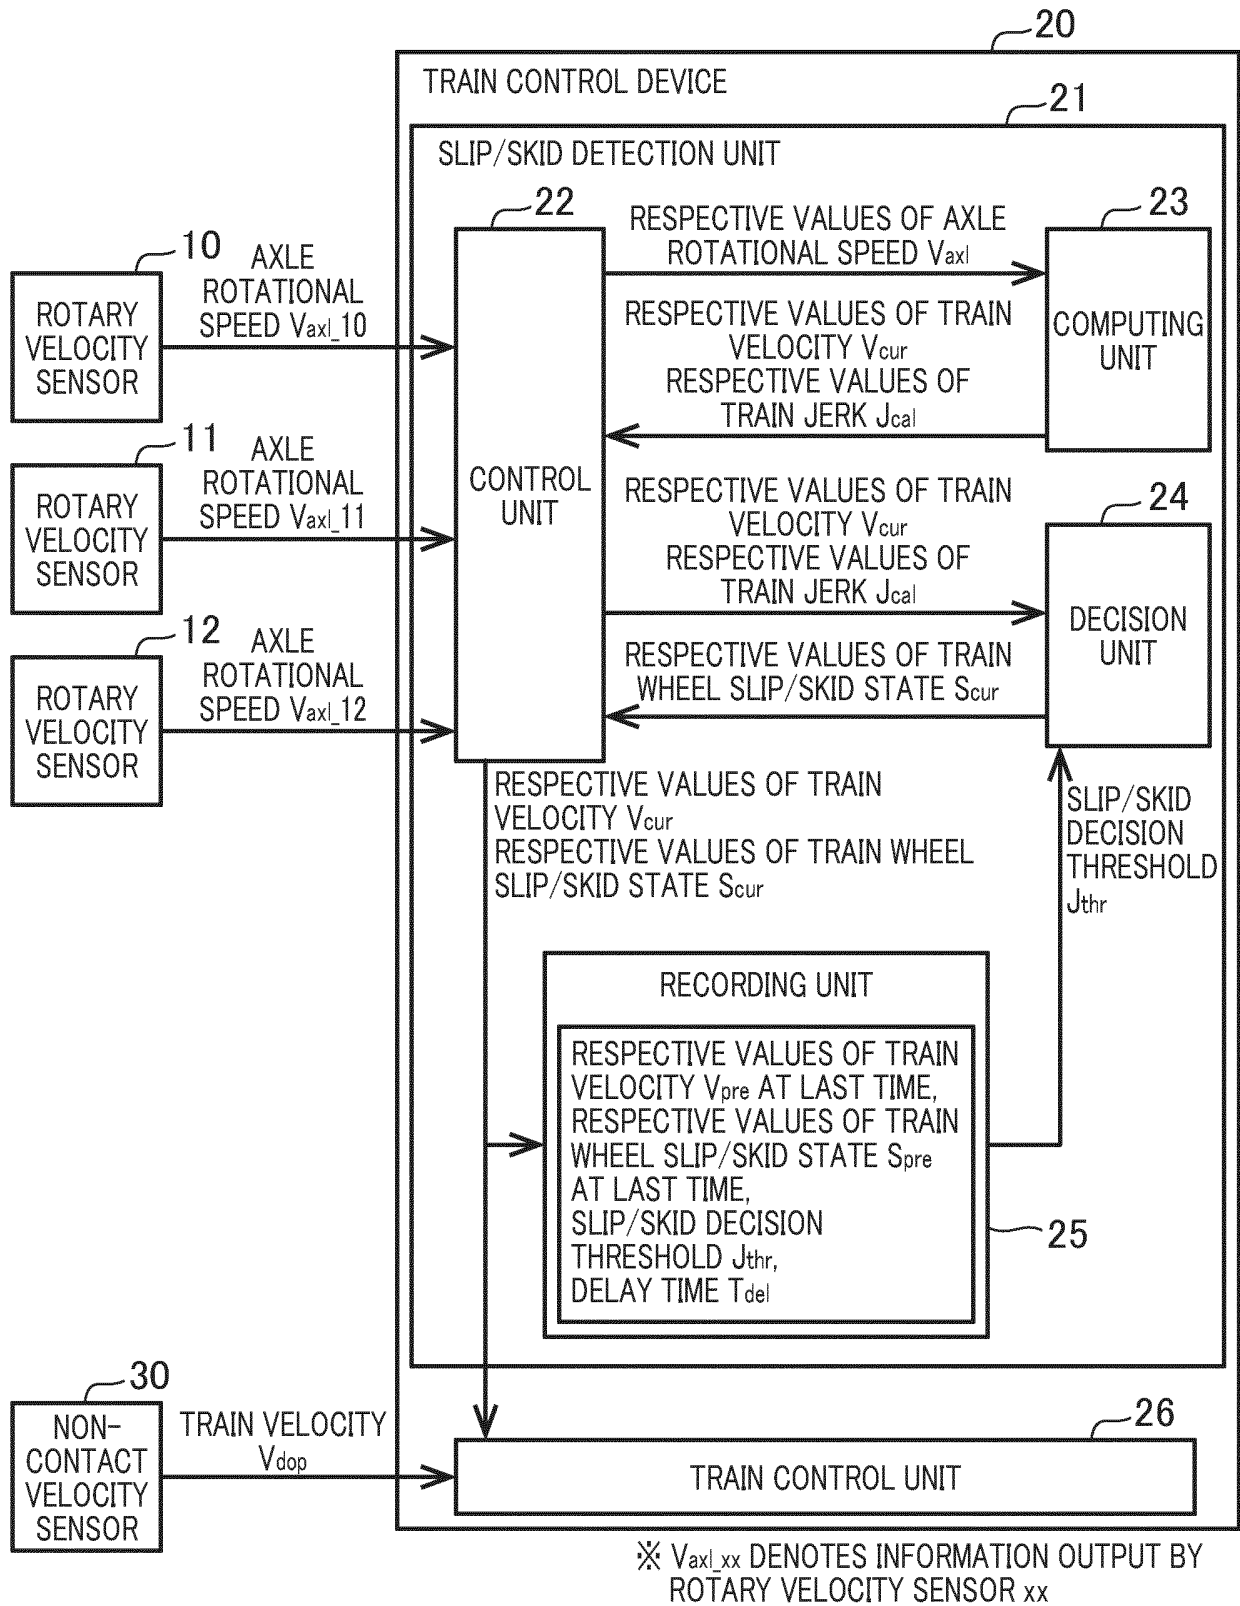 20
TRAIN CONTROL DEVICE
21
SLIP/SKID DETECTION UNIT
22
RESPECTIVE VALUES OF AXLE
ROTATIONAL SPEED Vaxl
23
COMPUTING
UNIT
10
ROTARY
VELOCITY
SENSOR
AXLE
ROTATIONAL
SPEED Vaxl_10
RESPECTIVE VALUES OF TRAIN
VELOCITY Vcur
RESPECTIVE VALUES OF
TRAIN JERK Jcal
11
ROTARY
VELOCITY
SENSOR
AXLE
ROTATIONAL
SPEED Vaxl_11
CONTROL
UNIT
RESPECTIVE VALUES OF TRAIN
VELOCITY Vcur
RESPECTIVE VALUES OF
TRAIN JERK Jcal
24
DECISION
UNIT
12
ROTARY
VELOCITY
SENSOR
AXLE
ROTATIONAL
SPEED Vaxl_12
RESPECTIVE VALUES OF TRAIN
WHEEL SLIP/SKID STATE Scur
RESPECTIVE VALUES OF TRAIN
VELOCITY Vcur
RESPECTIVE VALUES OF TRAIN WHEEL
SLIP/SKID STATE Scur
SLIP/SKID
DECISION
THRESHOLD
Jthr
RECORDING UNIT
RESPECTIVE VALUES OF TRAIN
VELOCITY Vpre AT LAST TIME,
RESPECTIVE VALUES OF TRAIN
WHEEL SLIP/SKID STATE Spre
AT LAST TIME,
SLIP/SKID DECISION
THRESHOLD Jthr,
DELAY TIME Tdel
25
30
NON-
CONTACT
VELOCITY
SENSOR
TRAIN VELOCITY
Vdop
26
TRAIN CONTROL UNIT
※ Vaxl_xx DENOTES INFORMATION OUTPUT BY
ROTARY VELOCITY SENSOR xx